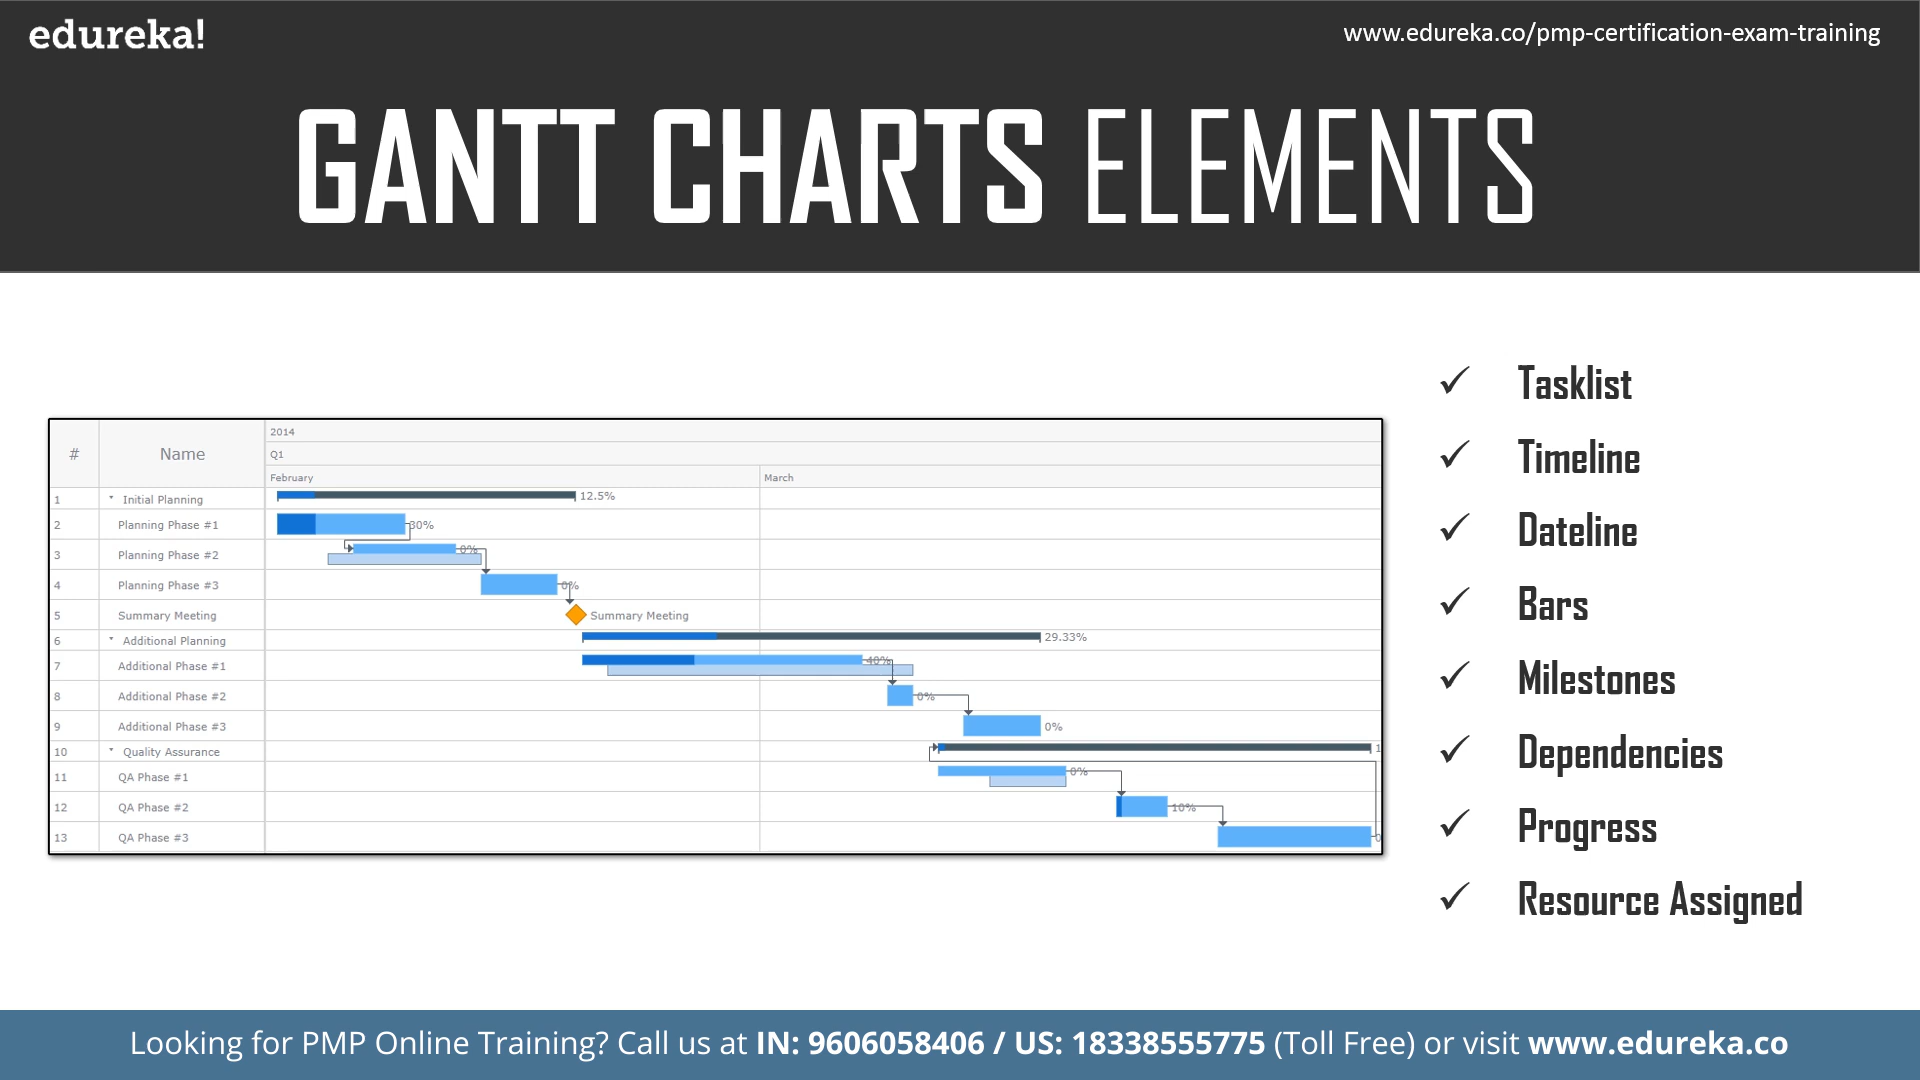 edureka!
www.edureka.co/pmp-certification-exam-training
GANTT CHARTS ELEMENTS
# Name
2014
Q1
February March
1 Initial Planning 12.5%
2 Planning Phase #1 30%
3 Planning Phase #2 0%
4 Planning Phase #3 0%
5 Summary Meeting Summary Meeting
6 Additional Planning 29.33%
7 Additional Phase #1 40%
8 Additional Phase #2 0%
9 Additional Phase #3 0%
10 Quality Assurance 1
11 QA Phase #1 0%
12 QA Phase #2 10%
13 QA Phase #3 0
✓ Tasklist
✓ Timeline
✓ Dateline
✓ Bars
✓ Milestones
✓ Dependencies
✓ Progress
✓ Resource Assigned
Looking for PMP Online Training? Call us at IN: 9606058406 / US: 18338555775 (Toll Free) or visit www.edureka.co